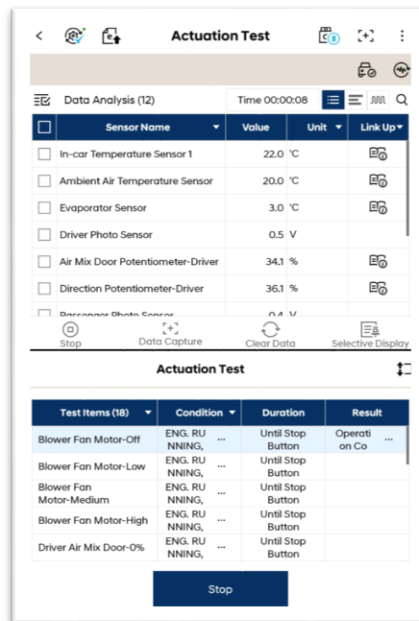 Actuation Test
Data Analysis (12) Time 00:00:08
Sensor Name Value Unit Link Up
In-car Temperature Sensor 1 22.0 °C
Ambient Air Temperature Sensor 20.0 °C
Evaporator Sensor 3.0 °C
Driver Photo Sensor 0.5 V
Air Mix Door Potentiometer-Driver 34.1 %
Direction Potentiometer-Driver 36.1 %
Passenger Photo Sensor 0.4 V
Stop Data Capture Clear Data Selective Display
Actuation Test
Test Items (18) Condition Duration Result
Blower Fan Motor-Off ENG. RU NNING, ... Until Stop Button Operati on Co ...
Blower Fan Motor-Low ENG. RU NNING, ... Until Stop Button
Blower Fan Motor-Medium ENG. RU NNING, ... Until Stop Button
Blower Fan Motor-High ENG. RU NNING, ... Until Stop Button
Driver Air Mix Door-0% ENG. RU NNING, ... Until Stop Button
Stop